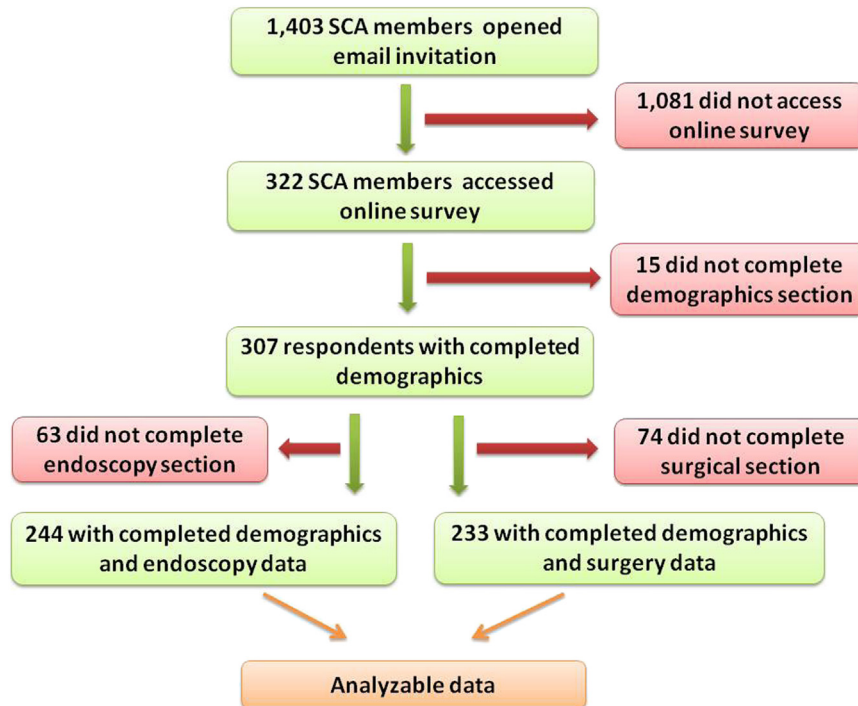 1,403 SCA members opened
email invitation
1,081 did not access
online survey
322 SCA members accessed
online survey
15 did not complete
demographics section
307 respondents with completed
demographics
63 did not complete
endoscopy section
74 did not complete
surgical section
244 with completed demographics
and endoscopy data
233 with completed demographics
and surgery data
Analyzable data